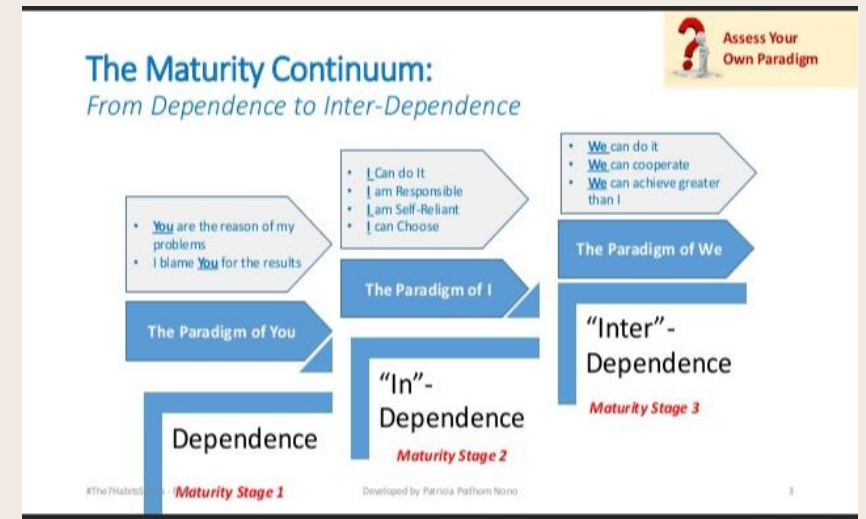 Assess Your
Own Paradigm
The Maturity Continuum:
From Dependence to Inter-Dependence
• You are the reason of my
problems
• I blame You for the results
The Paradigm of You
Dependence
Maturity Stage 1
• I Can do It
• I am Responsible
• I am Self-Reliant
• I can Choose
The Paradigm of I
“In”-
Dependence
Maturity Stage 2
• We can do it
• We can cooperate
• We can achieve greater
than I
The Paradigm of We
“Inter”-
Dependence
Maturity Stage 3
Developed by Patricia Pedhom Nono
3